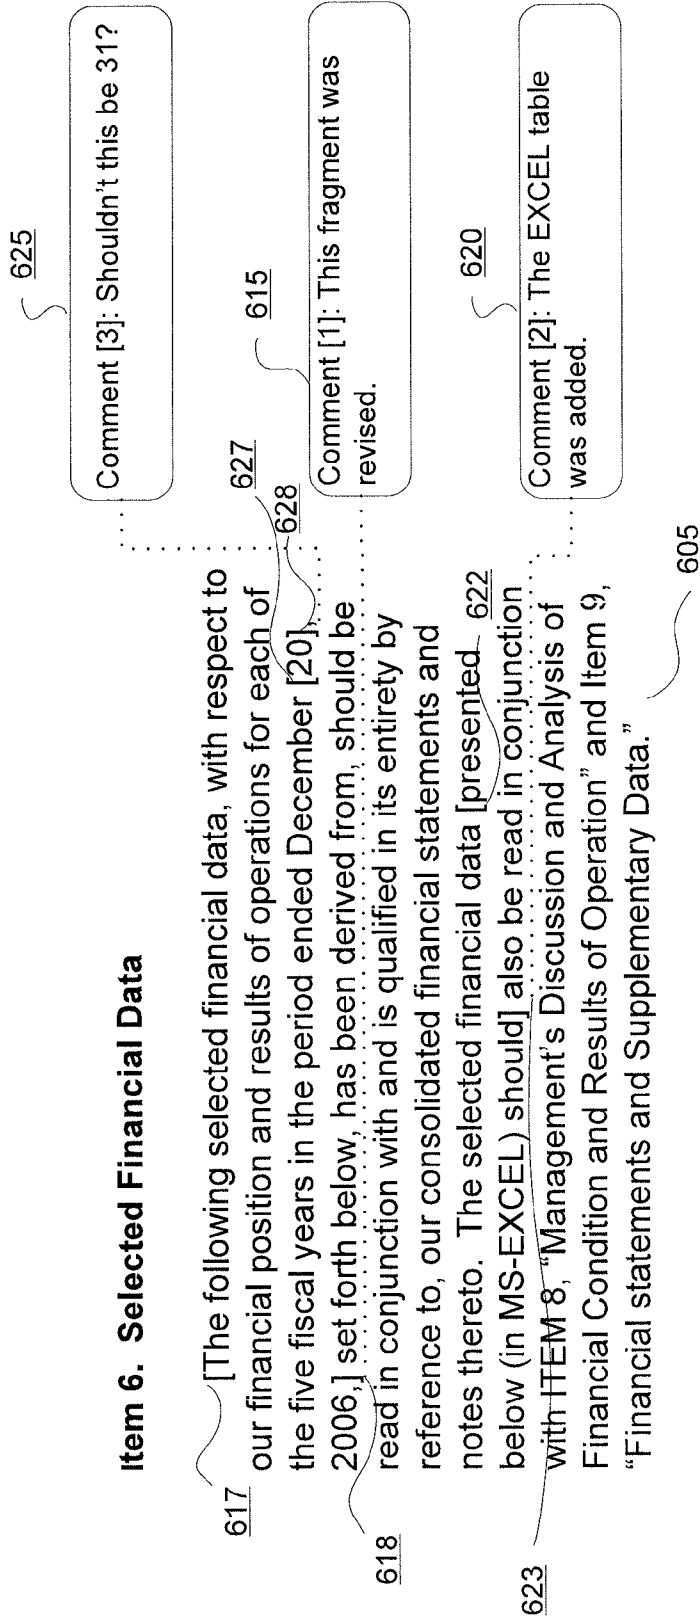 Item 6.  Selected Financial Data
617
[The following selected financial data, with respect to
our financial position and results of operations for each of
the five fiscal years in the period ended December [20],
2006,] set forth below, has been derived from, should be
read in conjunction with and is qualified in its entirety by
reference to, our consolidated financial statements and
notes thereto.  The selected financial data [presented
below (in MS-EXCEL) should] also be read in conjunction
with ITEM 8, “Management’s Discussion and Analysis of
Financial Condition and Results of Operation” and Item 9,
“Financial statements and Supplementary Data.”
618
623
627
628
622
605
625
Comment [3]: Shouldn’t this be 31?
615
Comment [1]: This fragment was
revised.
620
Comment [2]: The EXCEL table
was added.